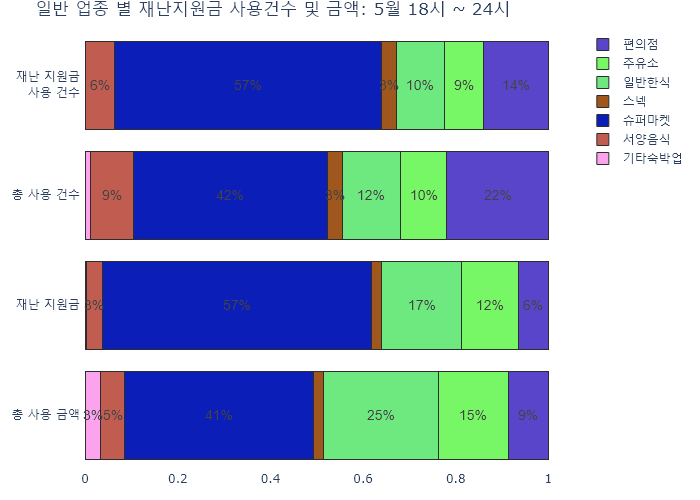 일반 업종 별 재난지원금 사용건수 및 금액: 5월 18시 ~ 24시
재난 지원금
사용 건수
6%
57%
3%
10%
9%
14%
총 사용 건수
9%
42%
3%
12%
10%
22%
재난 지원금
3%
57%
17%
12%
6%
총 사용 금액
3%
5%
41%
25%
15%
9%
0
0.2
0.4
0.6
0.8
1
편의점
주유소
일반한식
스넥
슈퍼마켓
서양음식
기타숙박업